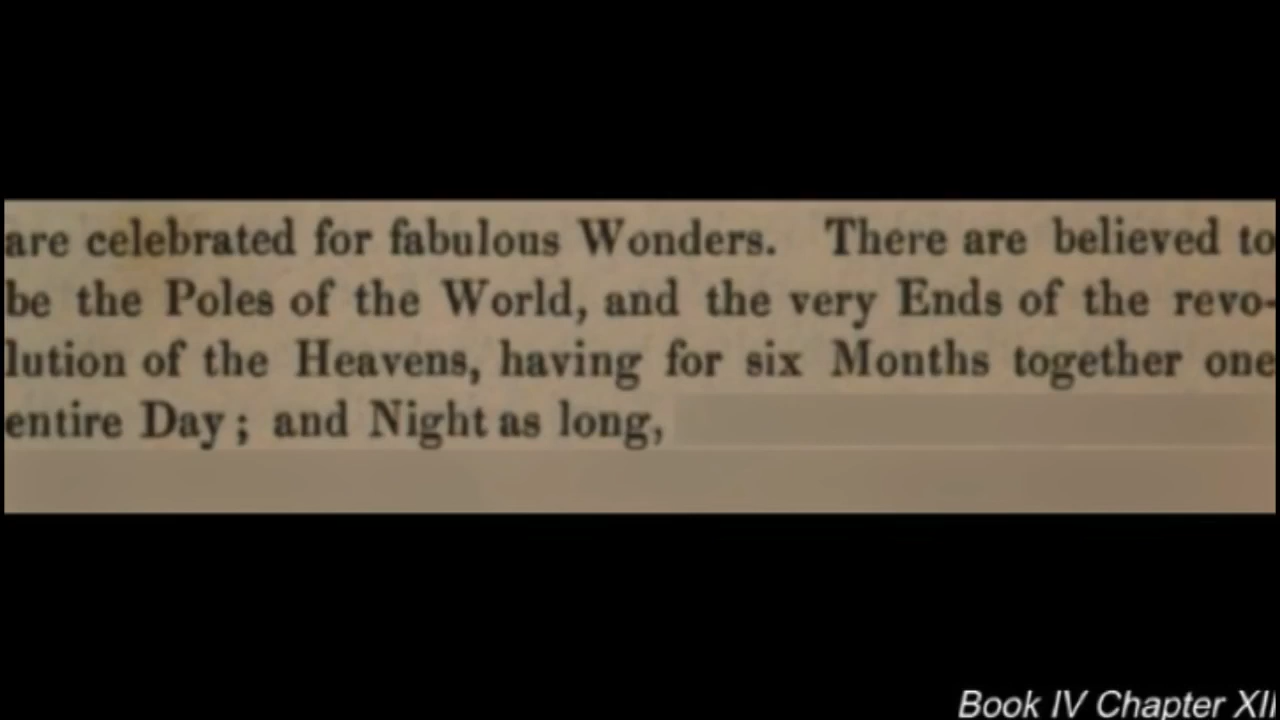 are celebrated for fabulous Wonders. There are believed to
be the Poles of the World, and the very Ends of the revo-
lution of the Heavens, having for six Months together one
entire Day; and Night as long,
Book IV Chapter XII